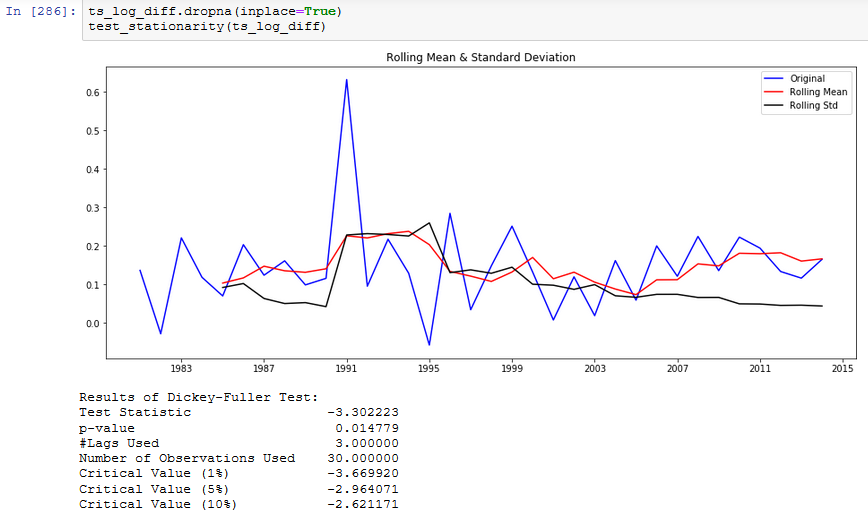 In [286]: ts_log_diff.dropna(inplace=True)
test_stationarity(ts_log_diff)
Rolling Mean & Standard Deviation
Original
Rolling Mean
Rolling Std
0.6
0.5
0.4
0.3
0.2
0.1
0.0
1983 1987 1991 1995 1999 2003 2007 2011 2015
Results of Dickey-Fuller Test:
Test Statistic -3.302223
p-value 0.014779
#Lags Used 3.000000
Number of Observations Used 30.000000
Critical Value (1%) -3.669920
Critical Value (5%) -2.964071
Critical Value (10%) -2.621171